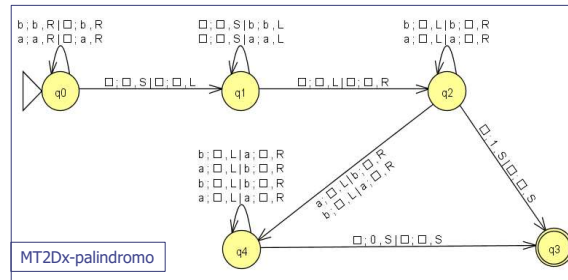 b ; b , R | □ ; b , R
a ; a , R | □ ; a , R
□ ; □ , S | b ; b , L
□ ; □ , S | a ; a , L
b ; □ , L | b ; □ , R
a ; □ , L | a ; □ , R
q0
□ ; □ , S | □ ; □ , L
q1
□ ; □ , L | □ ; □ , R
q2
a ; □ , L | b ; □ , R
b ; □ , L | a ; □ , R
□ ; 1 , S | □ ; □ , S
b ; □ , L | a ; □ , R
a ; □ , L | b ; □ , R
b ; □ , L | b ; □ , R
a ; □ , L | a ; □ , R
q4
□ ; 0 , S | □ ; □ , S
q3
MT2Dx-palindromo